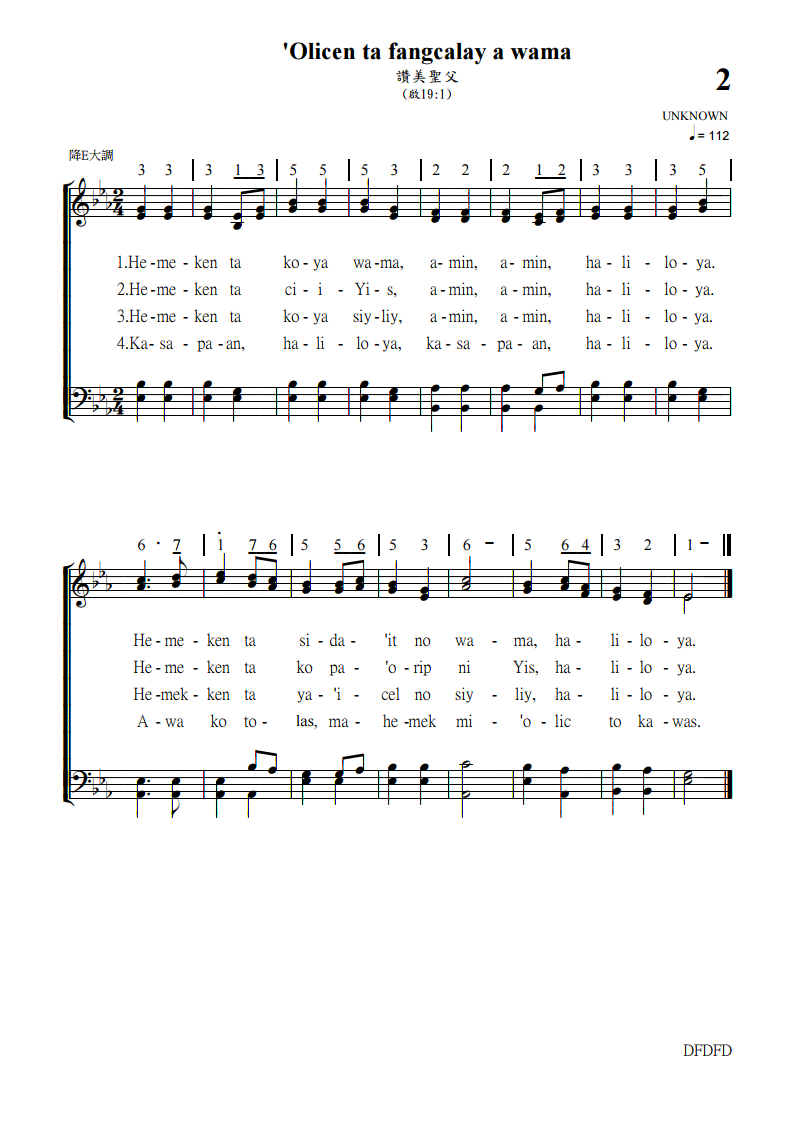 'Olicen ta fangcalay a wama
讚美聖父
(啟19:1)
2
UNKNOWN
♩= 112
降E大調
3 3 | 3 1 3 | 5 5 | 5 3 | 2 2 | 2 1 2 | 3 3 | 3 5 |
1.He-me-ken ta ko-ya wa-ma, a-min, a-min, ha-li-lo-ya.
2.He-me-ken ta ci-i-Yi-s, a-min, a-min, ha-li-lo-ya.
3.He-me-ken ta ko-ya siy-liy, a-min, a-min, ha-li-lo-ya.
4.Ka-sa-pa-an, ha-li-lo-ya, ka-sa-pa-an, ha-li-lo-ya.
6 · 7 | 1 7 6 | 5 5 6 | 5 3 | 6 - | 5 6 4 | 3 2 | 1 - ||
He-me-ken ta si-da-'it no wa-ma, ha-li-lo-ya.
He-me-ken ta ko pa-'o-rip ni Yis, ha-li-lo-ya.
He-mek-ken ta ya-'i-cel no siy-liy, ha-li-lo-ya.
A-wa ko to-las, ma-he-mek mi-'o-lic to ka-was.
DFDFD